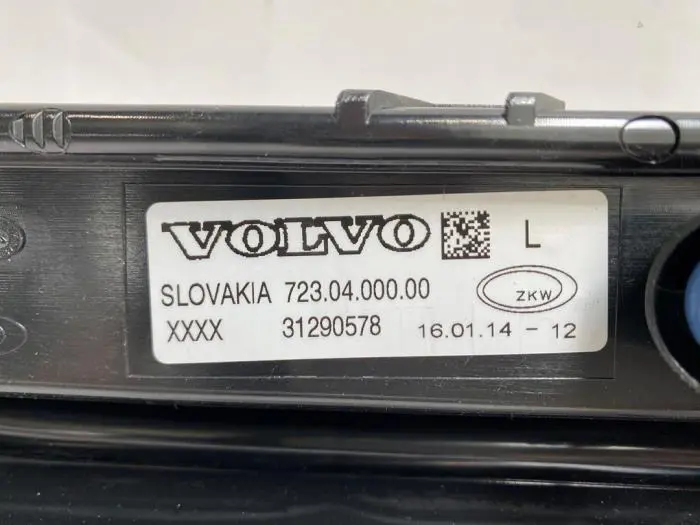 VOLVO L
SLOVAKIA 723.04.000.00 ZKW
XXXX 31290578 16.01.14 - 12